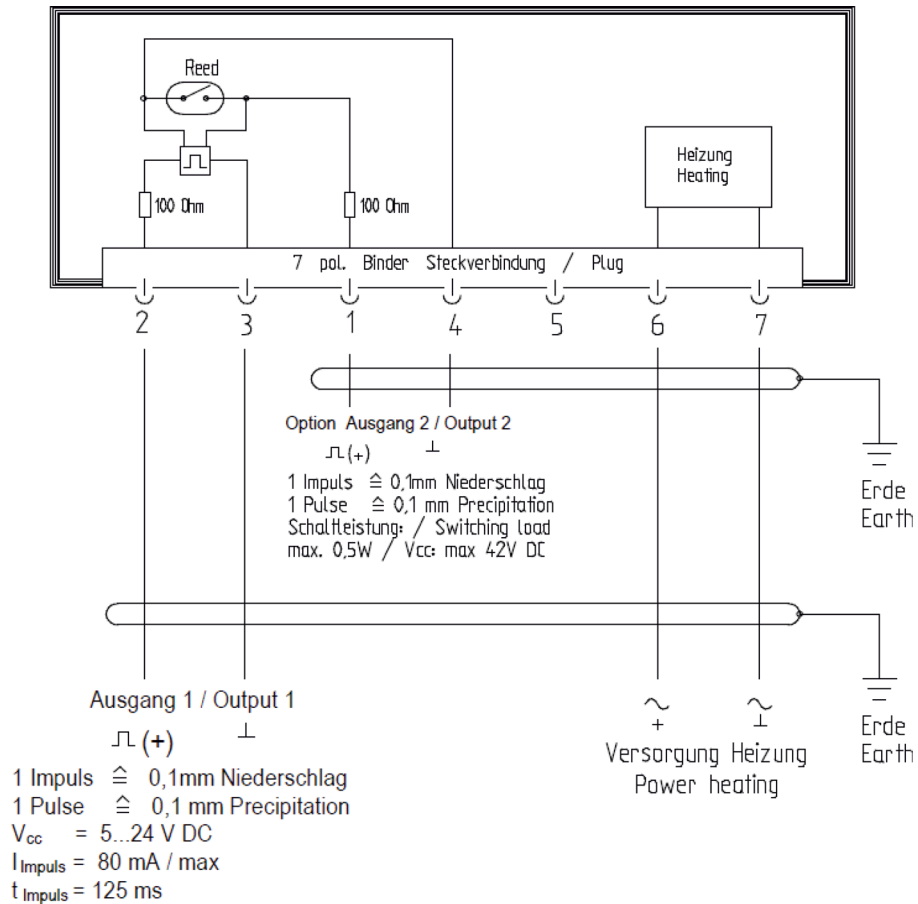 Reed
100 Ohm
100 Ohm
Heizung
Heating
7 pol. Binder Steckverbindung / Plug
2 3 1 4 5 6 7
Option Ausgang 2 / Output 2
(+) ⊥
1 Impuls ≙ 0,1mm Niederschlag
1 Pulse ≙ 0,1 mm Precipitation
Schaltleistung: / Switching load
max. 0,5W / Vcc: max 42V DC
Erde
Earth
Ausgang 1 / Output 1
(+) ⊥
1 Impuls ≙ 0,1mm Niederschlag
1 Pulse ≙ 0,1 mm Precipitation
Vcc = 5...24 V DC
I Impuls = 80 mA / max
t Impuls = 125 ms
~ ~
+ ⊥
Versorgung Heizung
Power heating
Erde
Earth